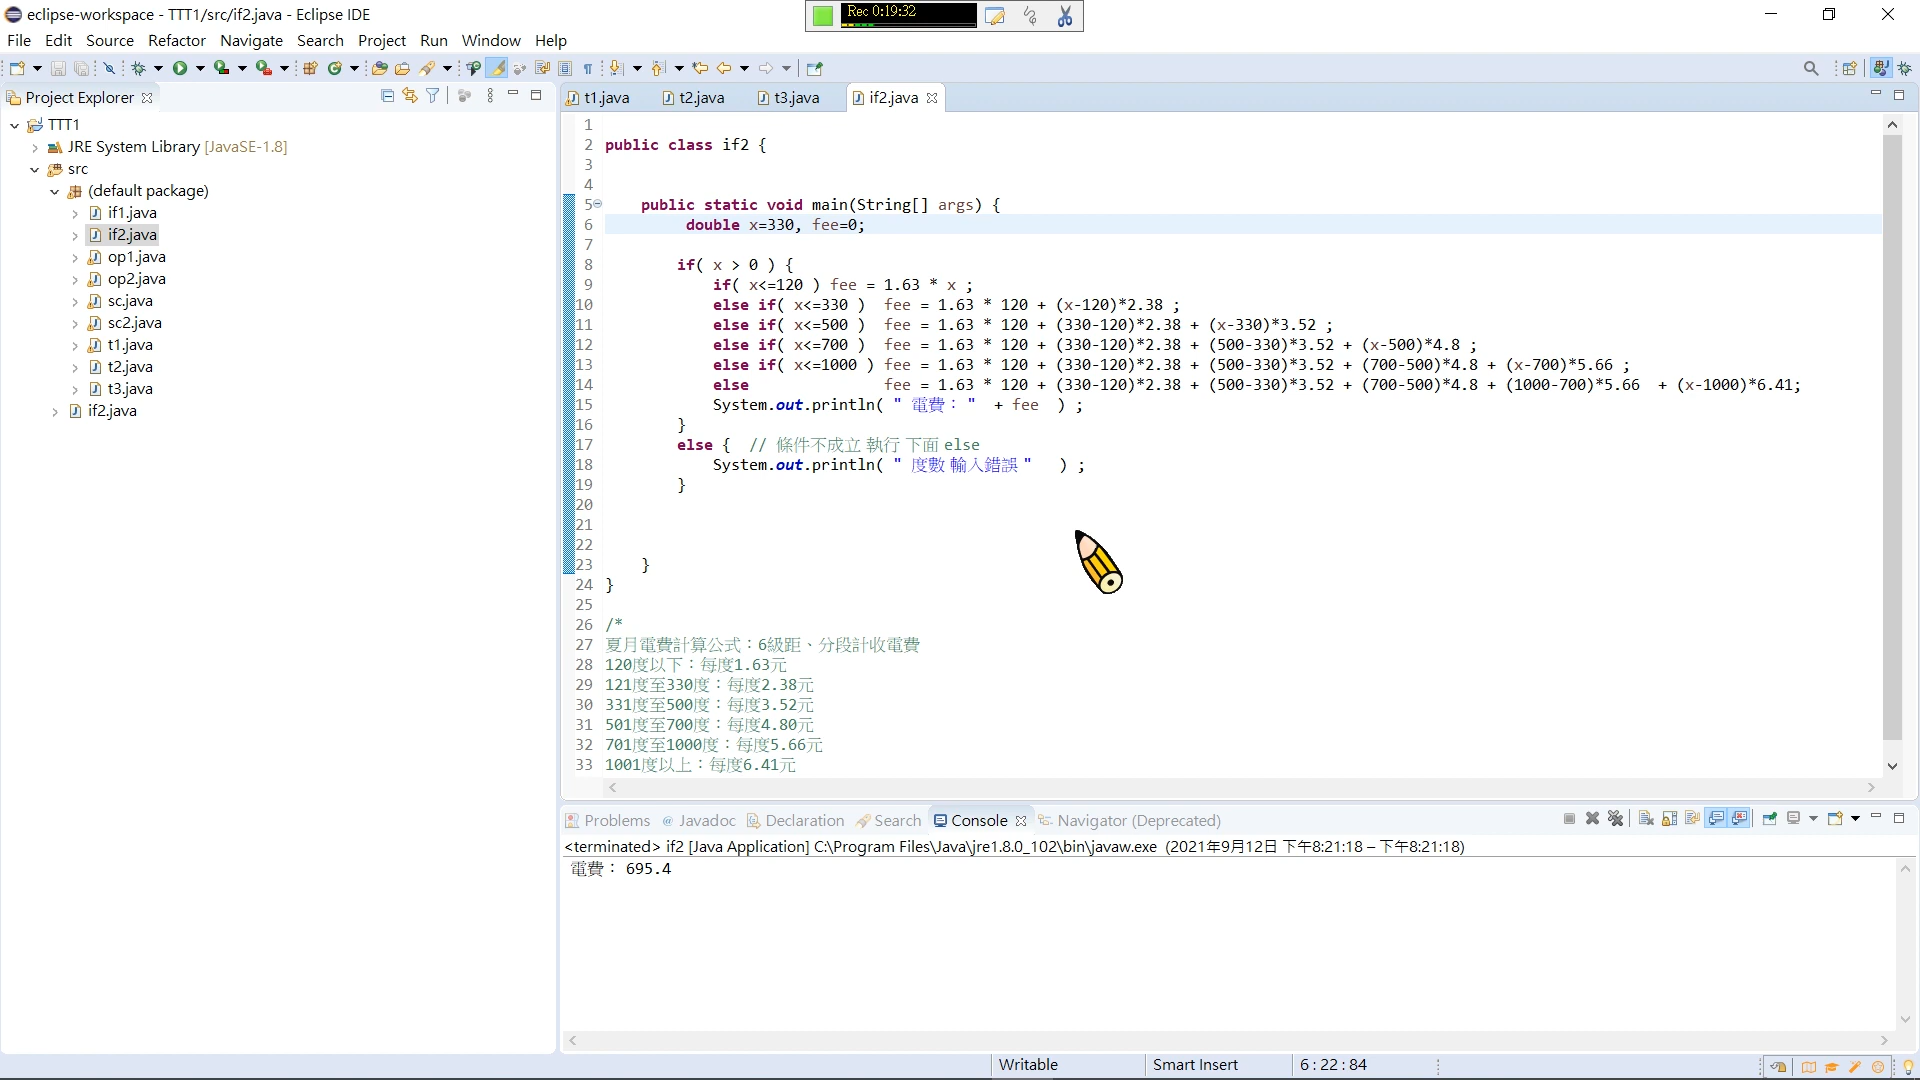 eclipse-workspace - TTT1/src/if2.java - Eclipse IDE
Rec 0:19:32
File Edit Source Refactor Navigate Search Project Run Window Help
Project Explorer
t1.java t2.java t3.java if2.java
TTT1
JRE System Library [JavaSE-1.8]
src
(default package)
if1.java
if2.java
op1.java
op2.java
sc.java
sc2.java
t1.java
t2.java
t3.java
if2.java
1
2 public class if2 {
3
4
5 public static void main(String[] args) {
6 double x=330, fee=0;
7
8 if( x > 0 ) {
9 if( x<=120 ) fee = 1.63 * x ;
10 else if( x<=330 ) fee = 1.63 * 120 + (x-120)*2.38 ;
11 else if( x<=500 ) fee = 1.63 * 120 + (330-120)*2.38 + (x-330)*3.52 ;
12 else if( x<=700 ) fee = 1.63 * 120 + (330-120)*2.38 + (500-330)*3.52 + (x-500)*4.8 ;
13 else if( x<=1000 ) fee = 1.63 * 120 + (330-120)*2.38 + (500-330)*3.52 + (700-500)*4.8 + (x-700)*5.66 ;
14 else fee = 1.63 * 120 + (330-120)*2.38 + (500-330)*3.52 + (700-500)*4.8 + (1000-700)*5.66 + (x-1000)*6.41;
15 System.out.println( " 電費：" + fee ) ;
16 }
17 else { // 條件不成立 執行 下面 else
18 System.out.println( " 度數 輸入錯誤 " ) ;
19 }
20
21
22
23 }
24 }
25
26 /*
27 夏月電費計算公式：6級距、分段計收電費
28 120度以下：每度1.63元
29 121度至330度：每度2.38元
30 331度至500度：每度3.52元
31 501度至700度：每度4.80元
32 701度至1000度：每度5.66元
33 1001度以上：每度6.41元
Problems Javadoc Declaration Search Console Navigator (Deprecated)
<terminated> if2 [Java Application] C:\Program Files\Java\jre1.8.0_102\bin\javaw.exe (2021年9月12日 下午8:21:18 – 下午8:21:18)
電費：695.4
Writable Smart Insert 6 : 22 : 84